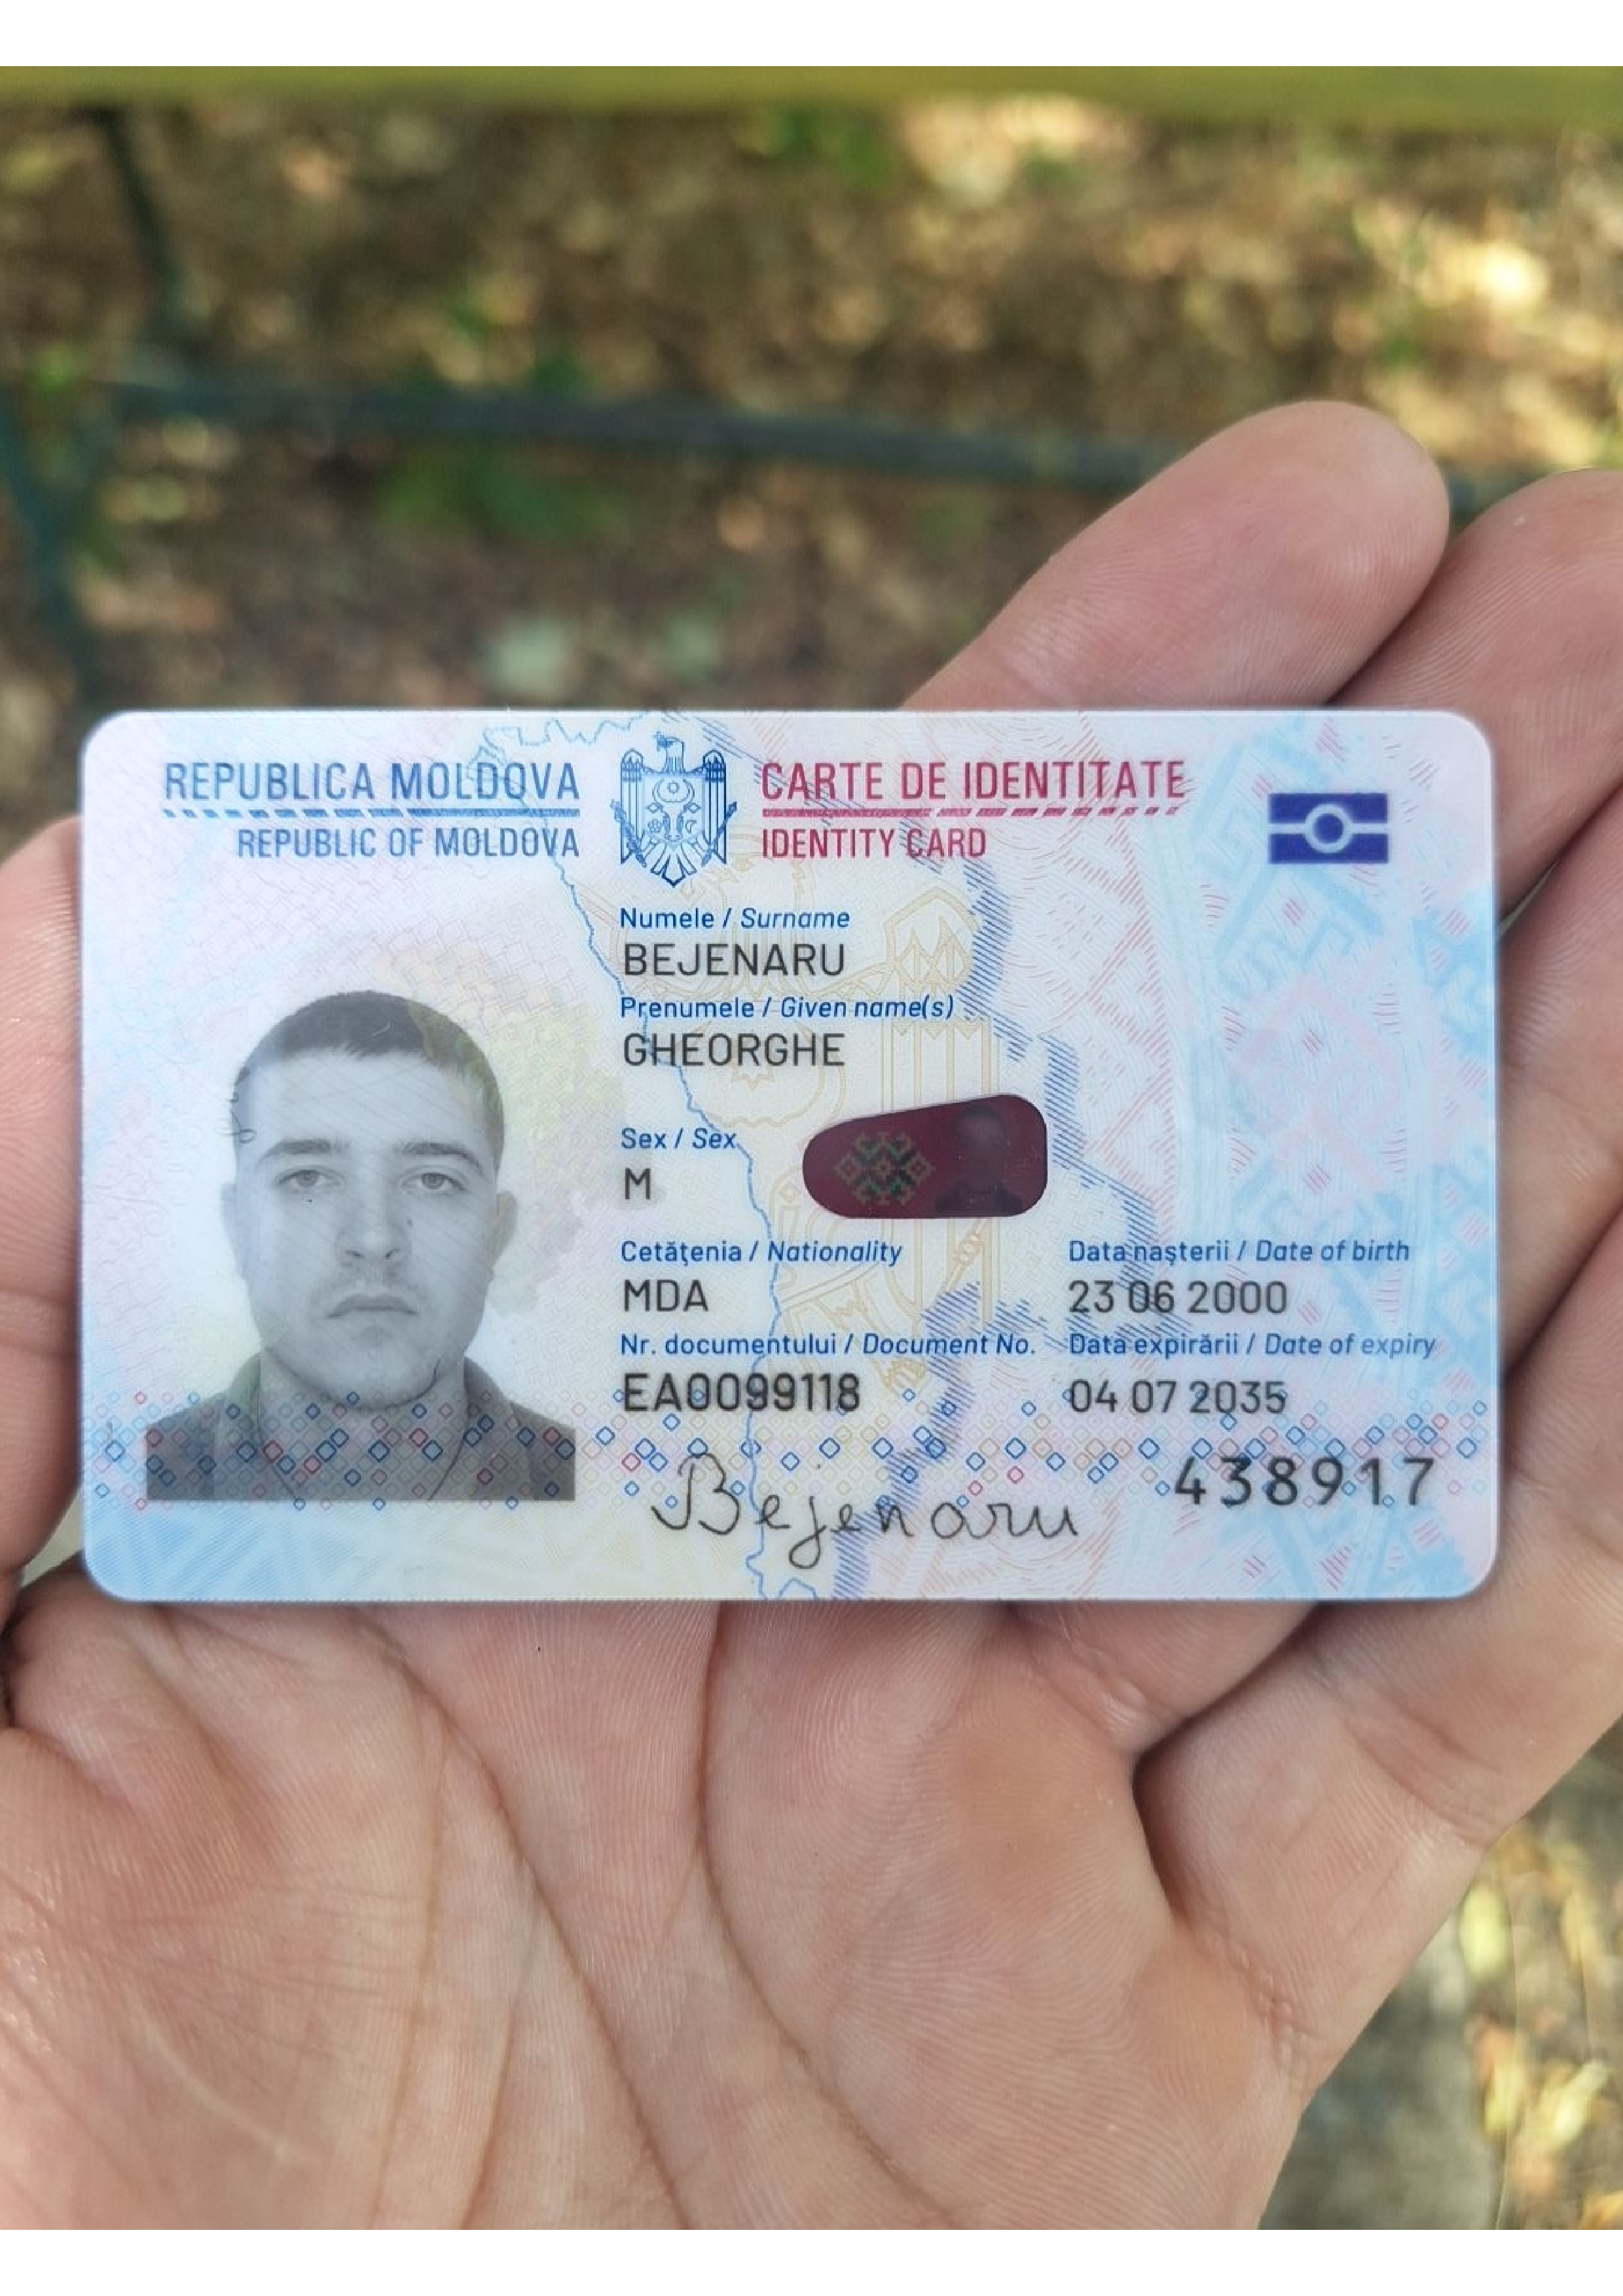 REPUBLICA MOLDOVA
REPUBLIC OF MOLDOVA
CARTE DE IDENTITATE
IDENTITY CARD
Numele / Surname
BEJENARU
Prenumele / Given name(s)
GHEORGHE
Sex / Sex
M
Cetăţenia / Nationality
MDA
Data naşterii / Date of birth
23 06 2000
Nr. documentului / Document No.
EA0099118
Data expirării / Date of expiry
04 07 2035
438917
Bejenaru